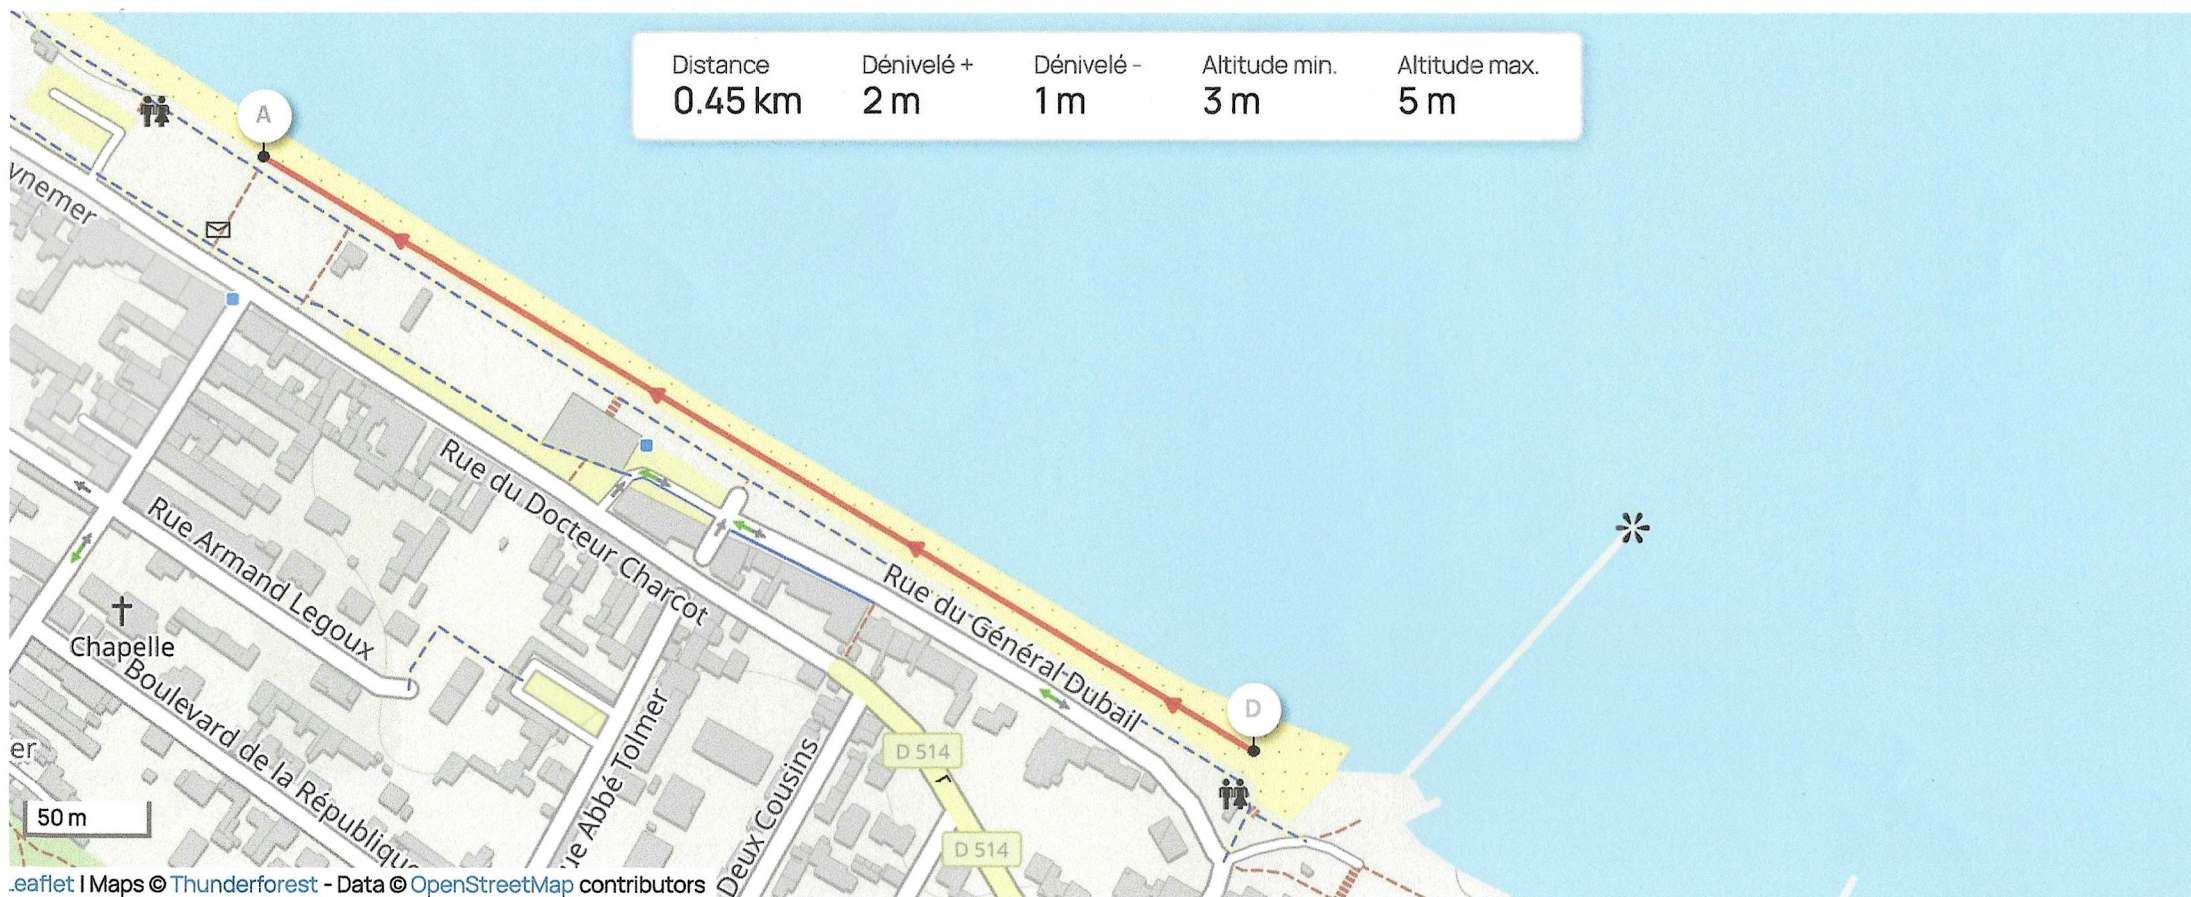 Distance
0.45 km
Dénivelé +
2 m
Dénivelé -
1 m
Altitude min.
3 m
Altitude max.
5 m
A
Rue du Docteur Charcot
Rue Armand Legoux
Rue du Général Dubail
Chapelle
Boulevard de la République
D
D 514
50 m
D 514
Deux Cousins
ue Abbé Tolmer
vnemer
er
eaflet | Maps © Thunderforest - Data © OpenStreetMap contributors